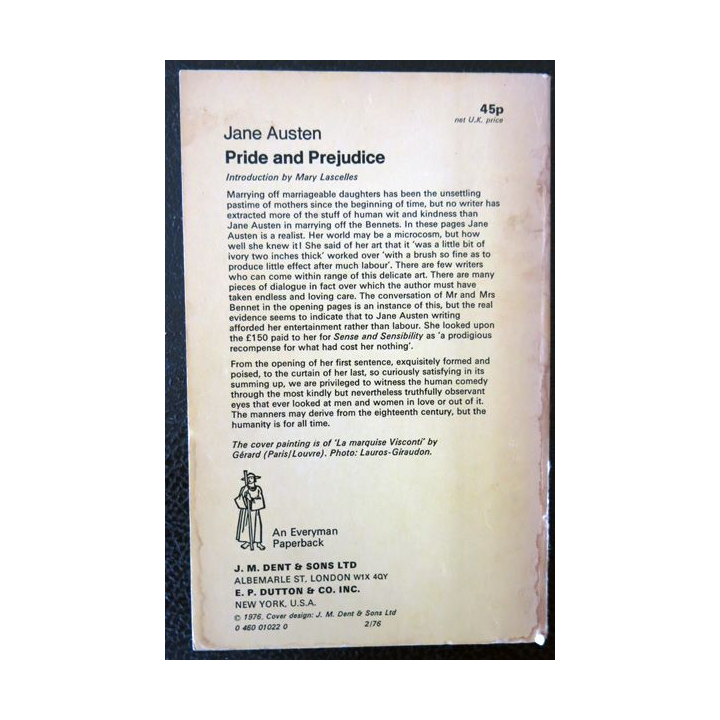 45p
net U.K. price
Jane Austen
Pride and Prejudice
Introduction by Mary Lascelles
Marrying off marriageable daughters has been the unsettling
pastime of mothers since the beginning of time, but no writer has
extracted more of the stuff of human wit and kindness than
Jane Austen in marrying off the Bennets. In these pages Jane
Austen is a realist. Her world may be a microcosm, but how
well she knew it! She said of her art that it 'was a little bit of
ivory two inches thick' worked over 'with a brush so fine as to
produce little effect after much labour'. There are few writers
who can come within range of this delicate art. There are many
pieces of dialogue in fact over which the author must have
taken endless and loving care. The conversation of Mr and Mrs
Bennet in the opening pages is an instance of this, but the real
evidence seems to indicate that to Jane Austen writing
afforded her entertainment rather than labour. She looked upon
the £150 paid to her for Sense and Sensibility as 'a prodigious
recompense for what had cost her nothing'.
From the opening of her first sentence, exquisitely formed and
poised, to the curtain of her last, so curiously satisfying in its
summing up, we are privileged to witness the human comedy
through the most kindly but nevertheless truthfully observant
eyes that ever looked at men and women in love or out of it.
The manners may derive from the eighteenth century, but the
humanity is for all time.
The cover painting is of 'La marquise Visconti' by
Gérard (Paris/Louvre). Photo: Lauros-Giraudon.
An Everyman
Paperback
J. M. DENT & SONS LTD
ALBEMARLE ST, LONDON W1X 4QY
E. P. DUTTON & CO. INC.
NEW YORK, U.S.A.
© 1976. Cover design: J. M. Dent & Sons Ltd
0 460 01022 0 2/76